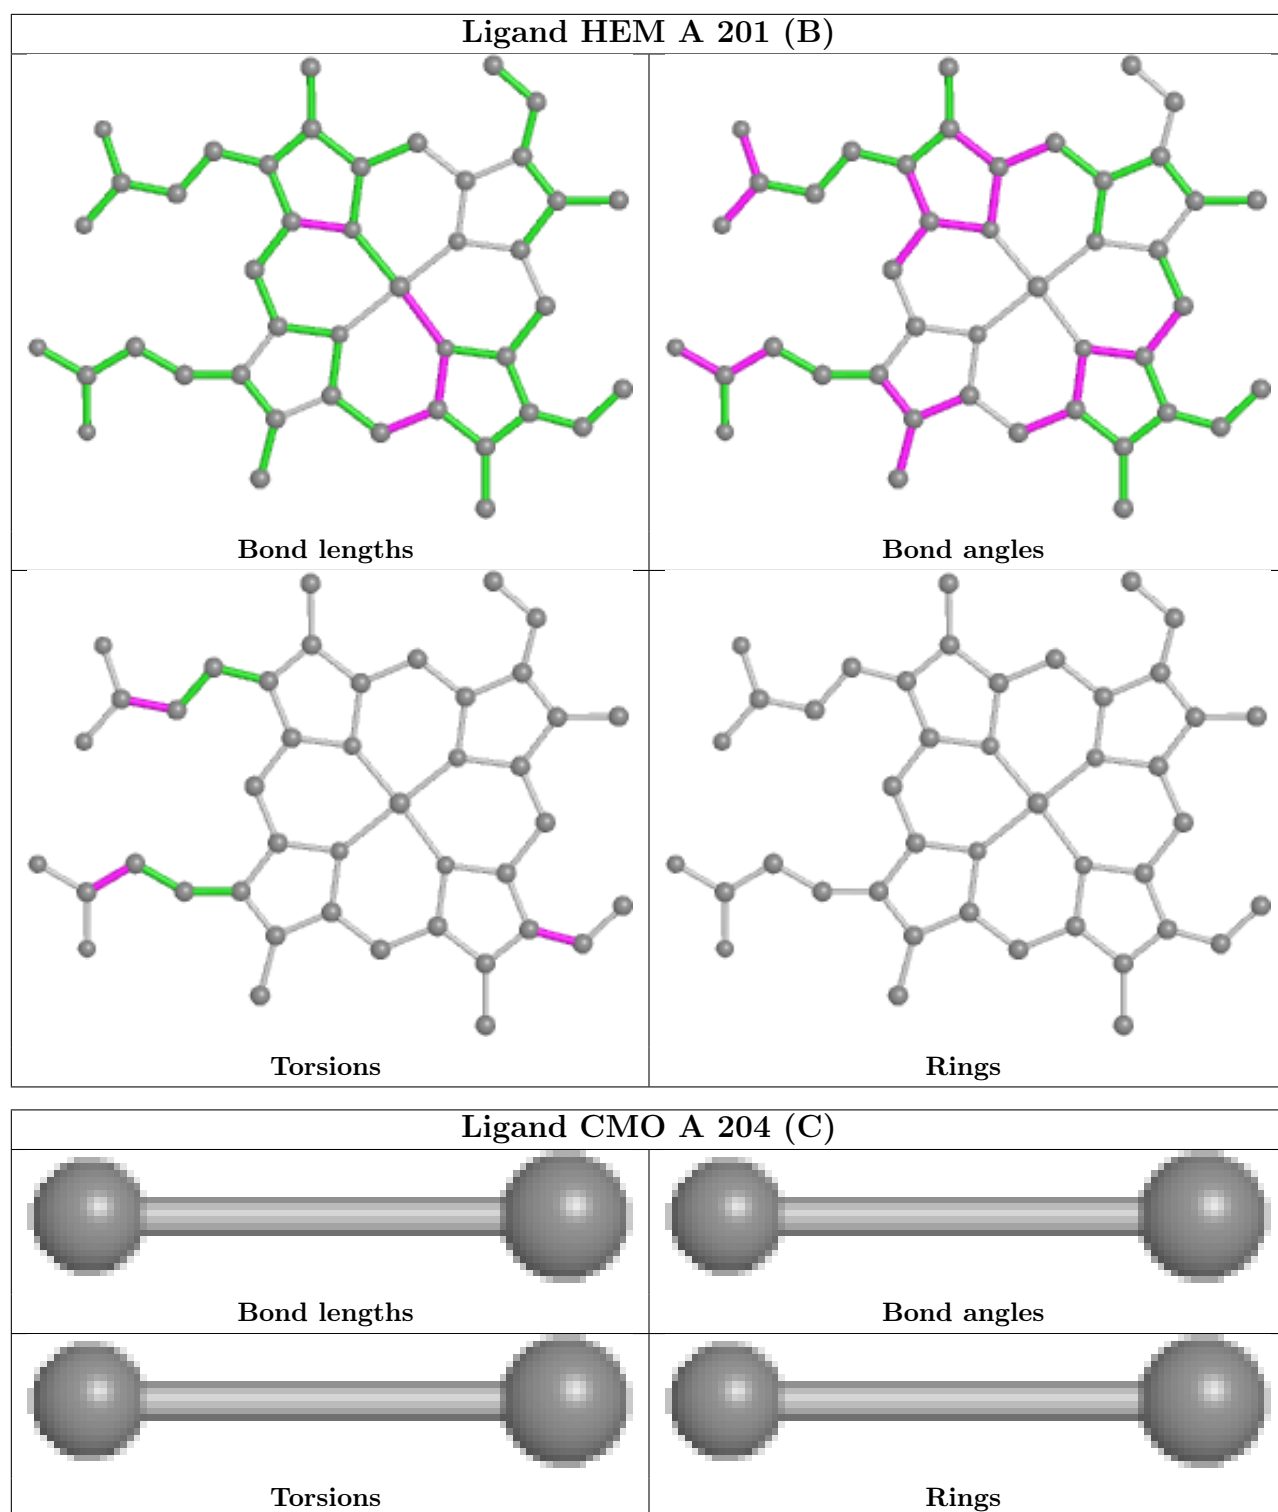 Ligand HEM A 201 (B)
Bond lengths
Bond angles
Torsions
Rings
Ligand CMO A 204 (C)
Bond lengths
Bond angles
Torsions
Rings